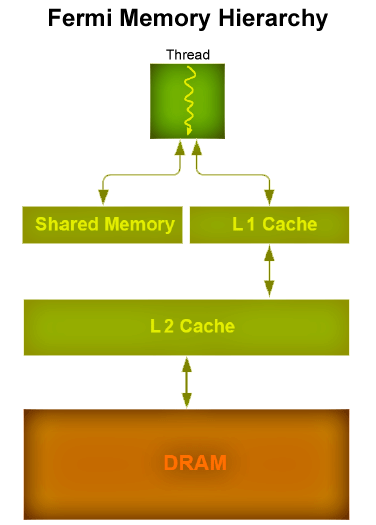 Fermi Memory Hierarchy
Thread
Shared Memory
L1 Cache
L2 Cache
DRAM